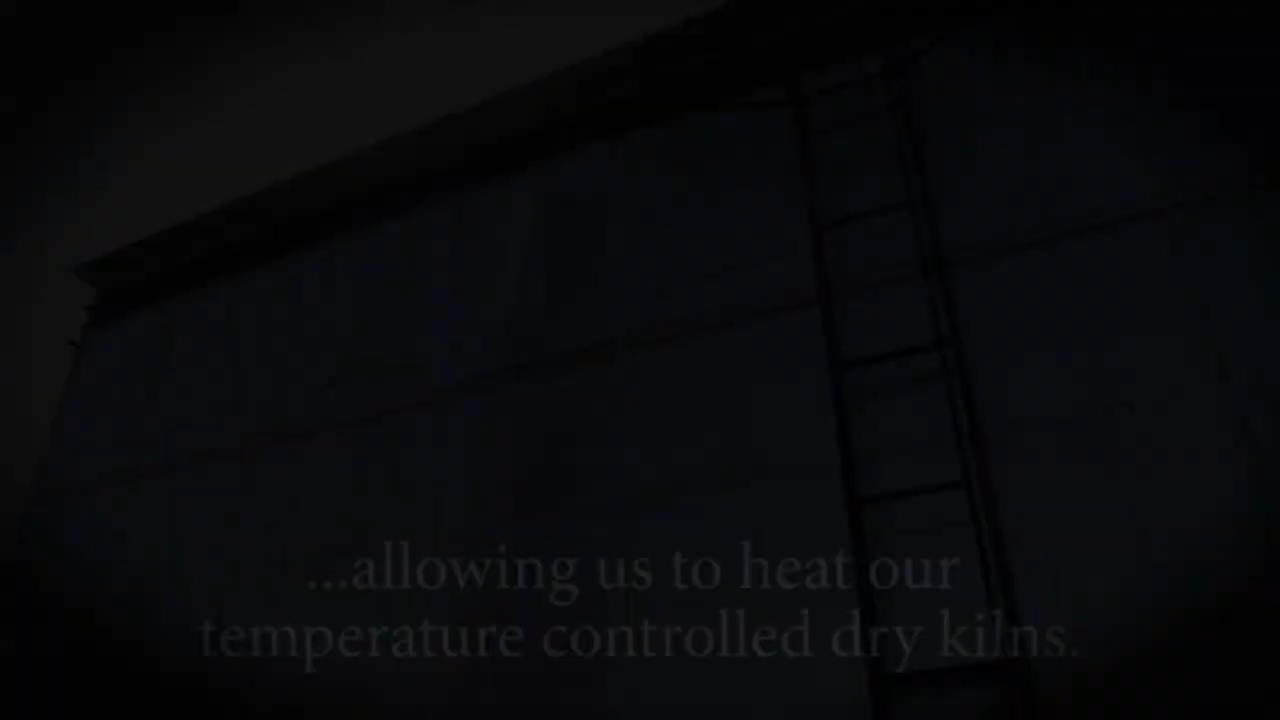 ...allowing us to heat our
temperature controlled dry kilns.